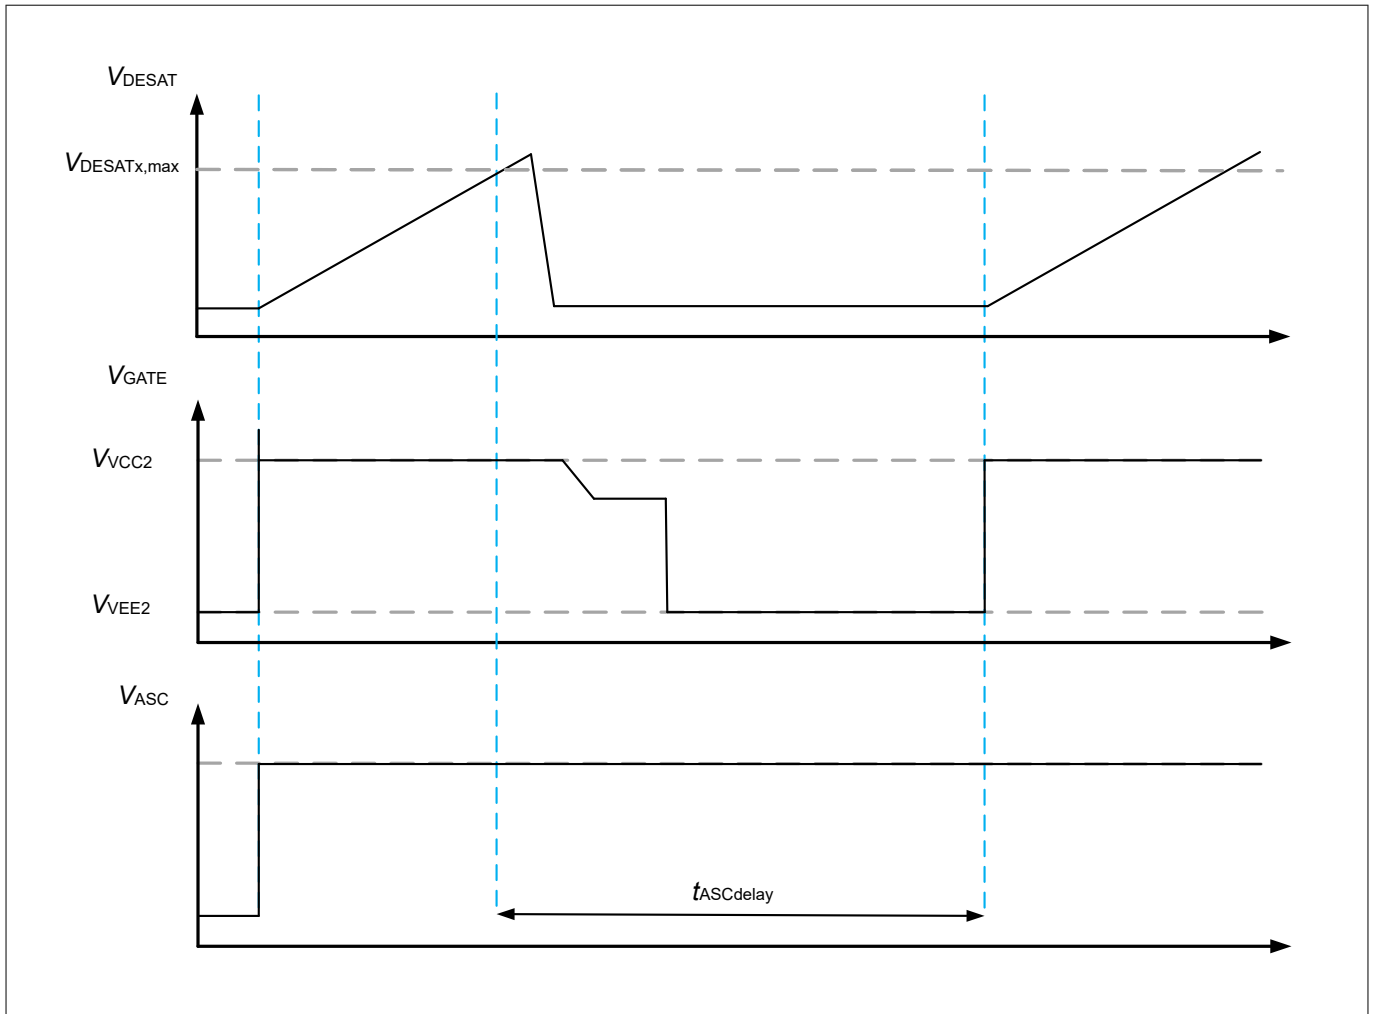 VDESAT
VDESATx,max
VGATE
VVCC2
VVEE2
VASC
tASCdelay